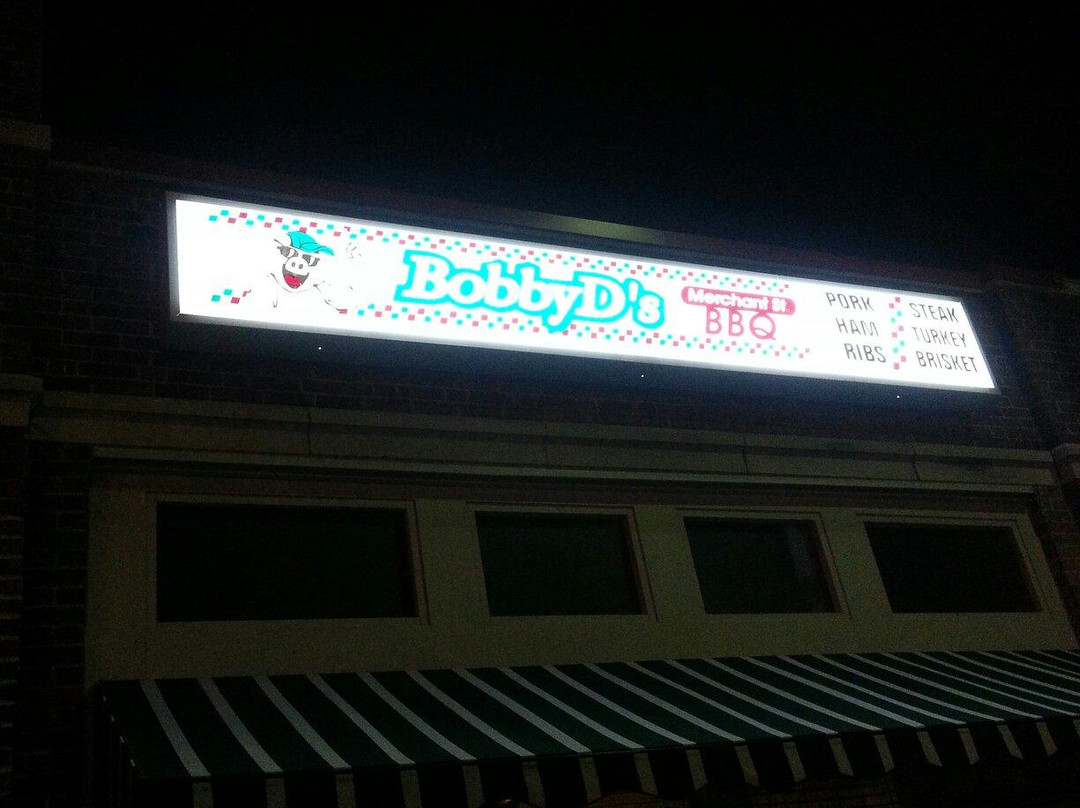 BobbyD's
Merchant St
BBQ
PORK
HAM
RIBS
STEAK
TURKEY
BRISKET